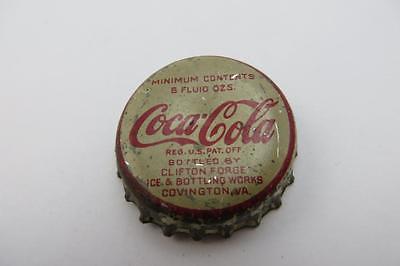 MINIMUM CONTENTS
6 FLUID OZS.
Coca-Cola
REG. U.S. PAT. OFF.
BOTTLED BY
CLIFTON FORGE
ICE & BOTTLING WORKS
COVINGTON, VA.